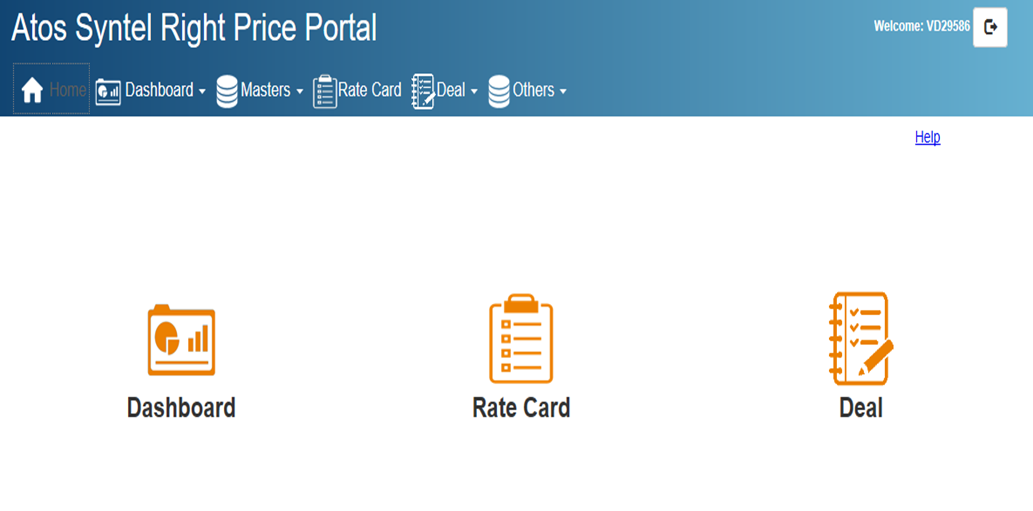 Atos Syntel Right Price Portal
Welcome: VD29586
Home Dashboard Masters Rate Card Deal Others
Help
Dashboard Rate Card Deal